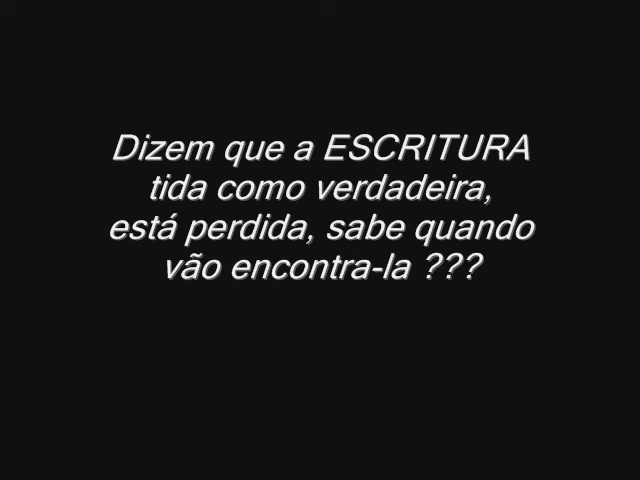 Dizem que a ESCRITURA
tida como verdadeira,
está perdida, sabe quando
vão encontra-la ???